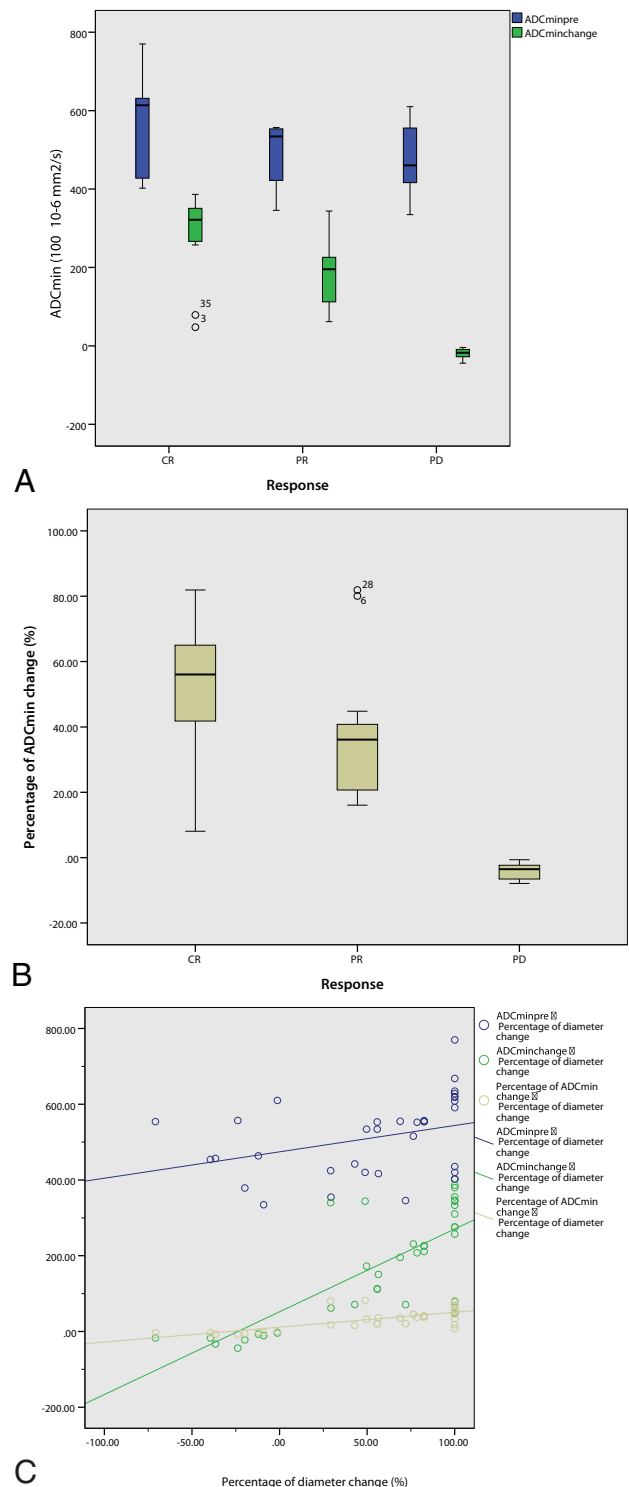 ADCminpre
ADCminchange
800
600
400
200
0
-200
ADCmin (100 10-6 mm2/s)
35
3
CR
PR
PD
Response
A
100.00
80.00
60.00
40.00
20.00
.00
-20.00
Percentage of ADCmin change (%)
28
6
CR
PR
PD
Response
B
800.00
600.00
400.00
200.00
.00
-200.00
ADCminpre
Percentage of diameter
change
ADCminchange
Percentage of diameter
change
Percentage of ADCmin
change
Percentage of diameter
change
ADCminpre
Percentage of diameter
change
ADCminchange
Percentage of diameter
change
Percentage of ADCmin
change
Percentage of diameter
change
-100.00
-50.00
.00
50.00
100.00
Percentage of diameter change (%)
C